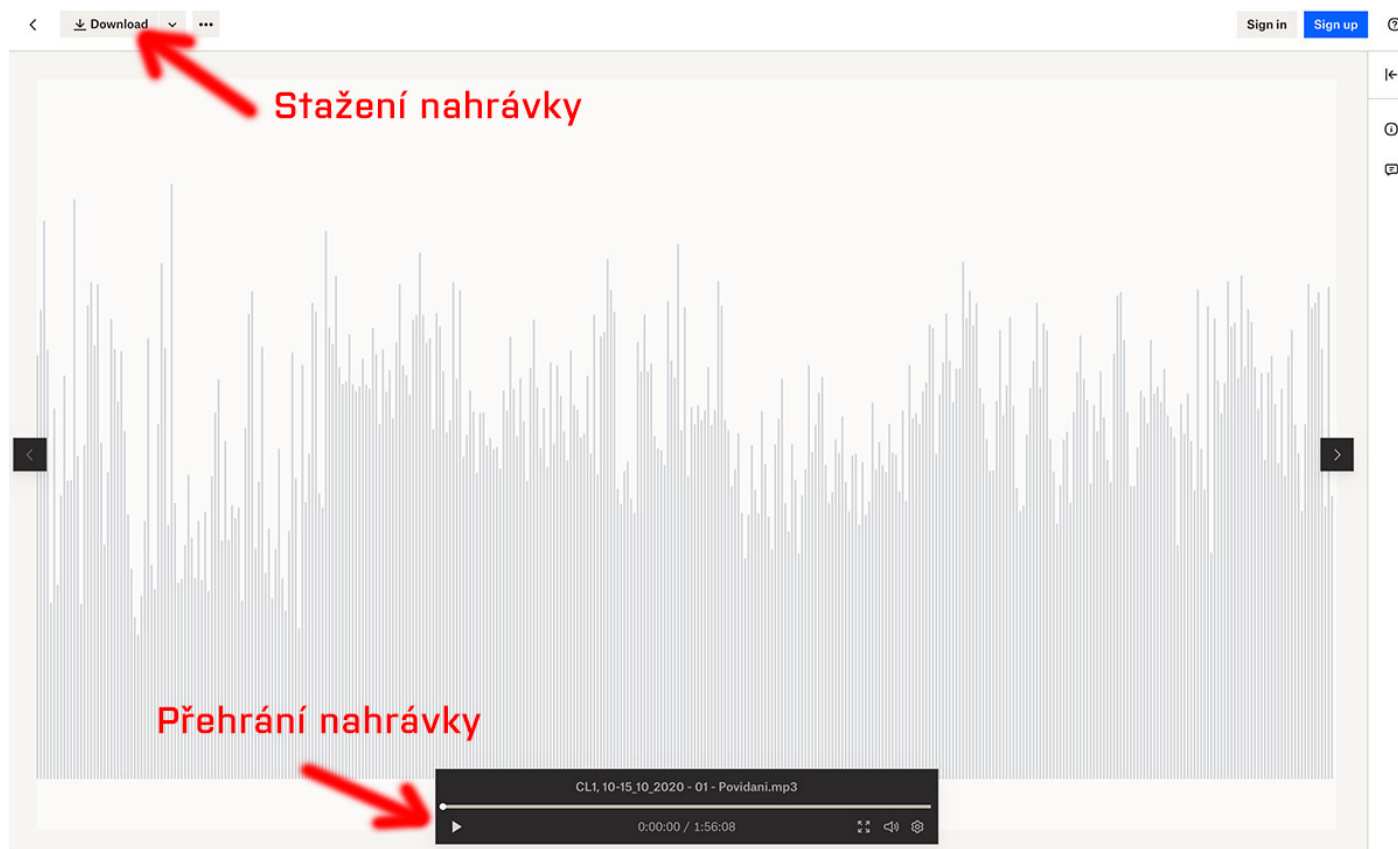 Download
Sign in
Sign up
Stažení nahrávky
Přehrání nahrávky
CL1, 10-15_10_2020 - 01 - Povidani.mp3
0:00:00 / 1:56:08